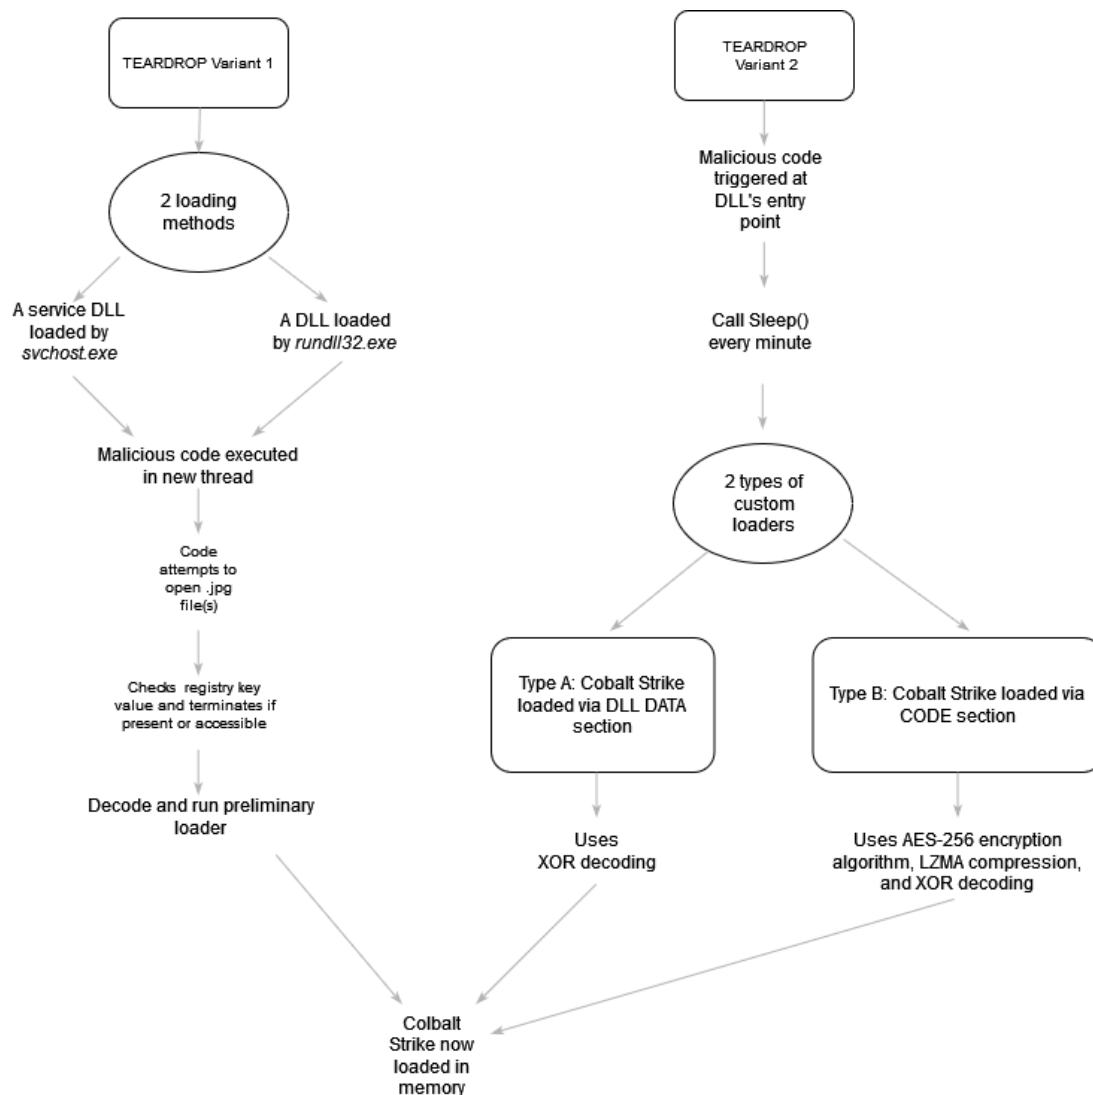 TEARDROP Variant 1
2 loading
methods
A service DLL
loaded by
svchost.exe
A DLL loaded
by rundll32.exe
Malicious code executed
in new thread
Code
attempts to
open .jpg
file(s)
Checks registry key
value and terminates if
present or accessible
Decode and run preliminary
loader
TEARDROP
Variant 2
Malicious code
triggered at
DLL's entry
point
Call Sleep()
every minute
2 types of
custom
loaders
Type A: Cobalt Strike
loaded via DLL DATA
section
Type B: Cobalt Strike loaded via
CODE section
Uses
XOR decoding
Uses AES-256 encryption
algorithm, LZMA compression,
and XOR decoding
Colbalt
Strike now
loaded in
memory